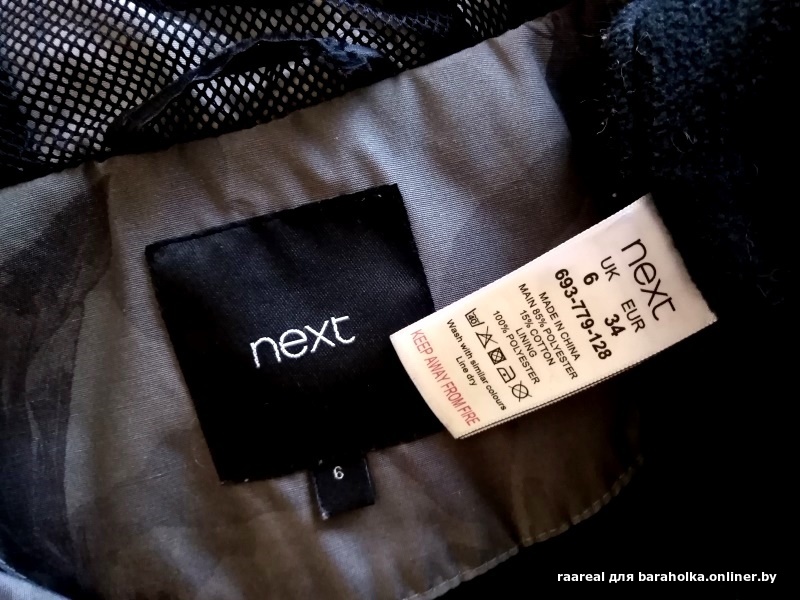 next
6
next
UK EUR
6 34
693-779-128
MADE IN CHINA
MAIN 85% POLYESTER
15% COTTON
LINING
100% POLYESTER
Wash with similar colours
Line dry
KEEP AWAY FROM FIRE
raareal для baraholka.onliner.by